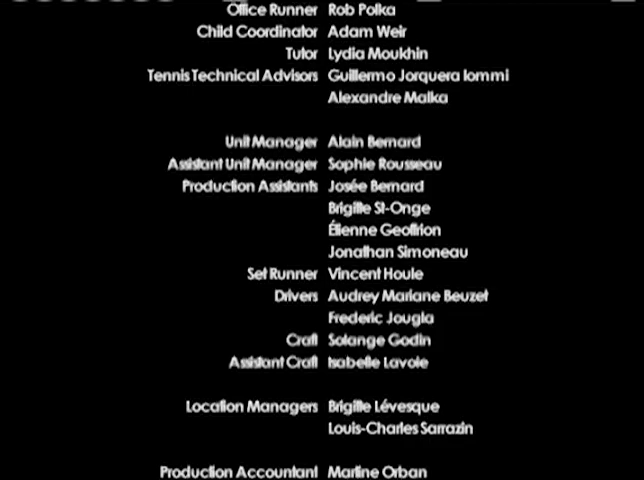 Office Runner Rob Polka
Child Coordinator Adam Weir
Tutor Lydia Moukhin
Tennis Technical Advisors Guillermo Jorquera Iommi
Alexandre Malka
Unit Manager Alain Bernard
Assistant Unit Manager Sophie Rousseau
Production Assistants Josée Bernard
Brigitte St-Onge
Étienne Geoffrion
Jonathan Simoneau
Set Runner Vincent Houle
Drivers Audrey Mariane Beuzet
Frederic Jougla
Craft Solange Godin
Assistant Craft Isabelle Lavoie
Location Managers Brigitte Lévesque
Louis-Charles Sarrazin
Production Accountant Martine Orban